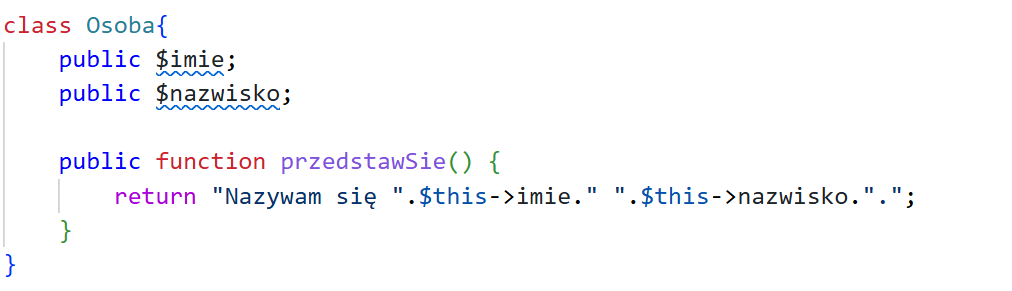 class Osoba{
    public $imie;
    public $nazwisko;
    public function przedstawSie() {
        return "Nazywam się ".$this->imie." ".$this->nazwisko.".";
    }
}